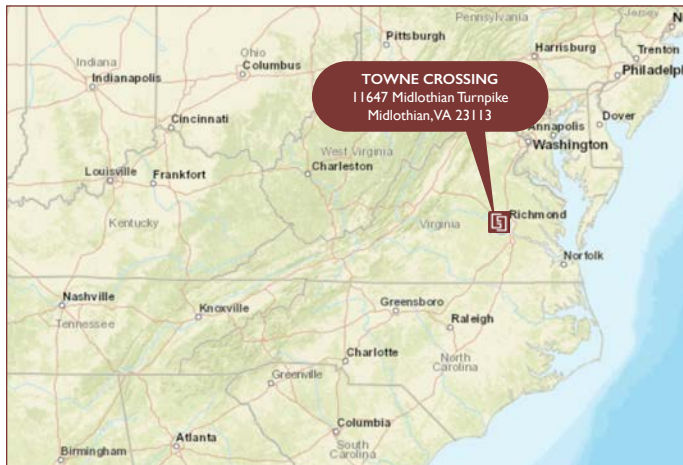 Pennsylvania
Jersey
N
Pittsburgh
Ohio
Columbus
Harrisburg
Trenton
Indiana
Indianapolis
Philadelp
TOWNE CROSSING
11647 Midlothian Turnpike
Midlothian, VA 23113
Cincinnati
Dover
Annapolis
Washington
West Virginia
Charleston
Louisville
Frankfort
Kentucky
Virginia
Richmond
Norfolk
Nashville
Tennessee
Knoxville
Greensboro
Raleigh
Charlotte
North
Carolina
Greenville
Columbia
South
Carolina
Atlanta
Birmingham